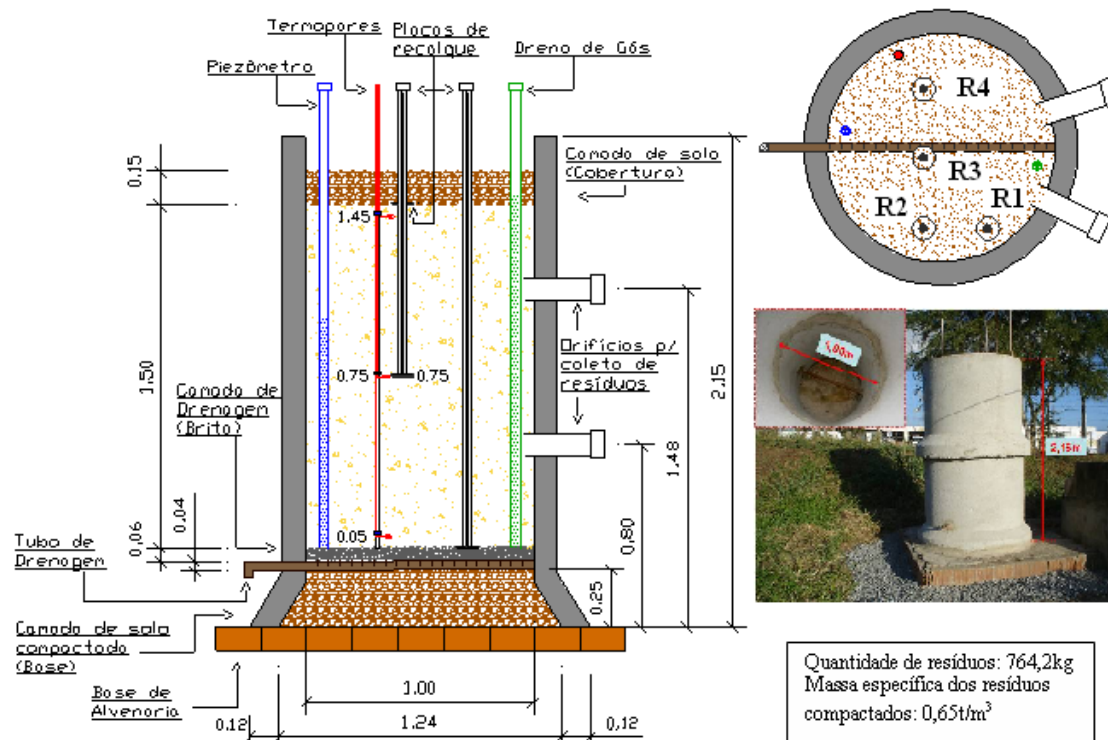 Termopares
Placas de
recalque
Dreno de Gás
Piezômetro
Camada de solo
(Cobertura)
0.15
1.45
1.50
0.75
0.75
Orifícios p/
coleta de
resíduos
2.15
Camada de
Drenagem
(Brita)
1.48
0.04
0.06
0.05
0.80
Tubo de
Drenagem
0.25
Camada de solo
compactado
(Base)
Base de
Alvenaria
1.00
0.12
1.24
0.12
R4
R3
R2
R1
1,00m
2,15m
Quantidade de resíduos: 764,2kg
Massa específica dos resíduos
compactados: 0,65t/m³